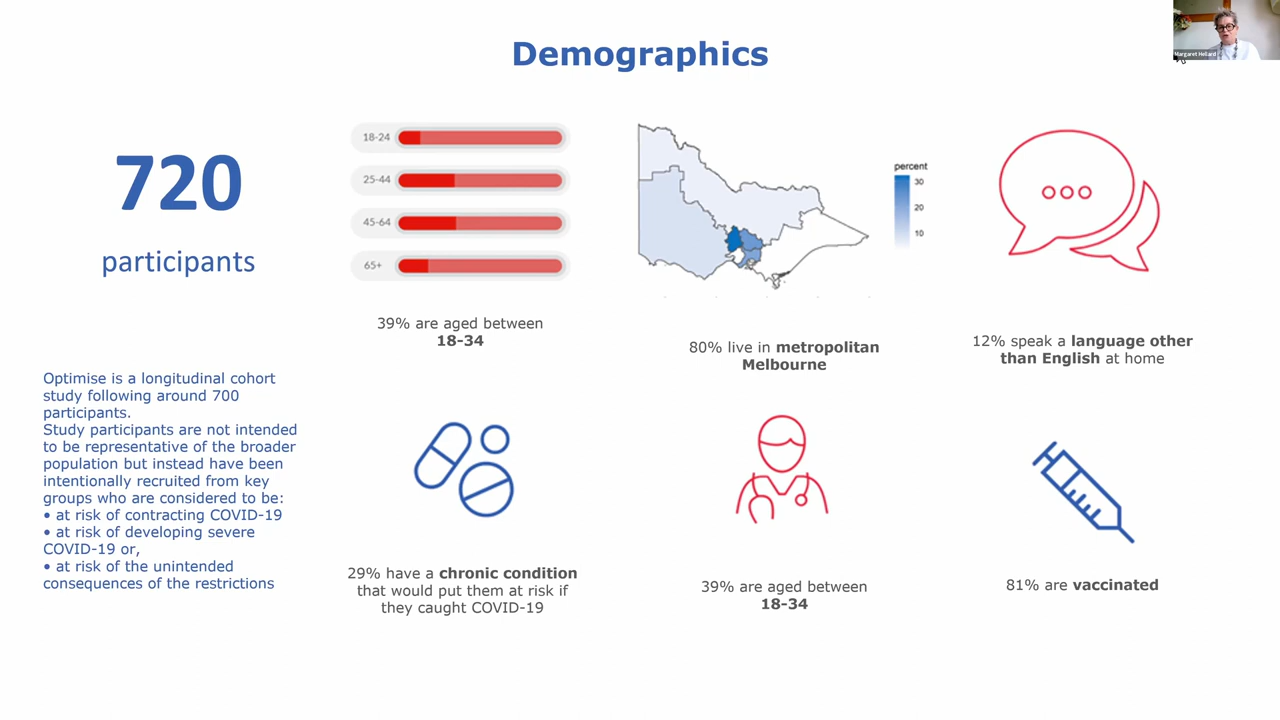 Demographics
Margaret Hellard
720
participants
18-24
25-44
45-64
65+
39% are aged between
18-34
percent
30
20
10
80% live in metropolitan
Melbourne
12% speak a language other
than English at home
Optimise is a longitudinal cohort
study following around 700
participants.
Study participants are not intended
to be representative of the broader
population but instead have been
intentionally recruited from key
groups who are considered to be:
• at risk of contracting COVID-19
• at risk of developing severe
COVID-19 or,
• at risk of the unintended
consequences of the restrictions
29% have a chronic condition
that would put them at risk if
they caught COVID-19
39% are aged between
18-34
81% are vaccinated